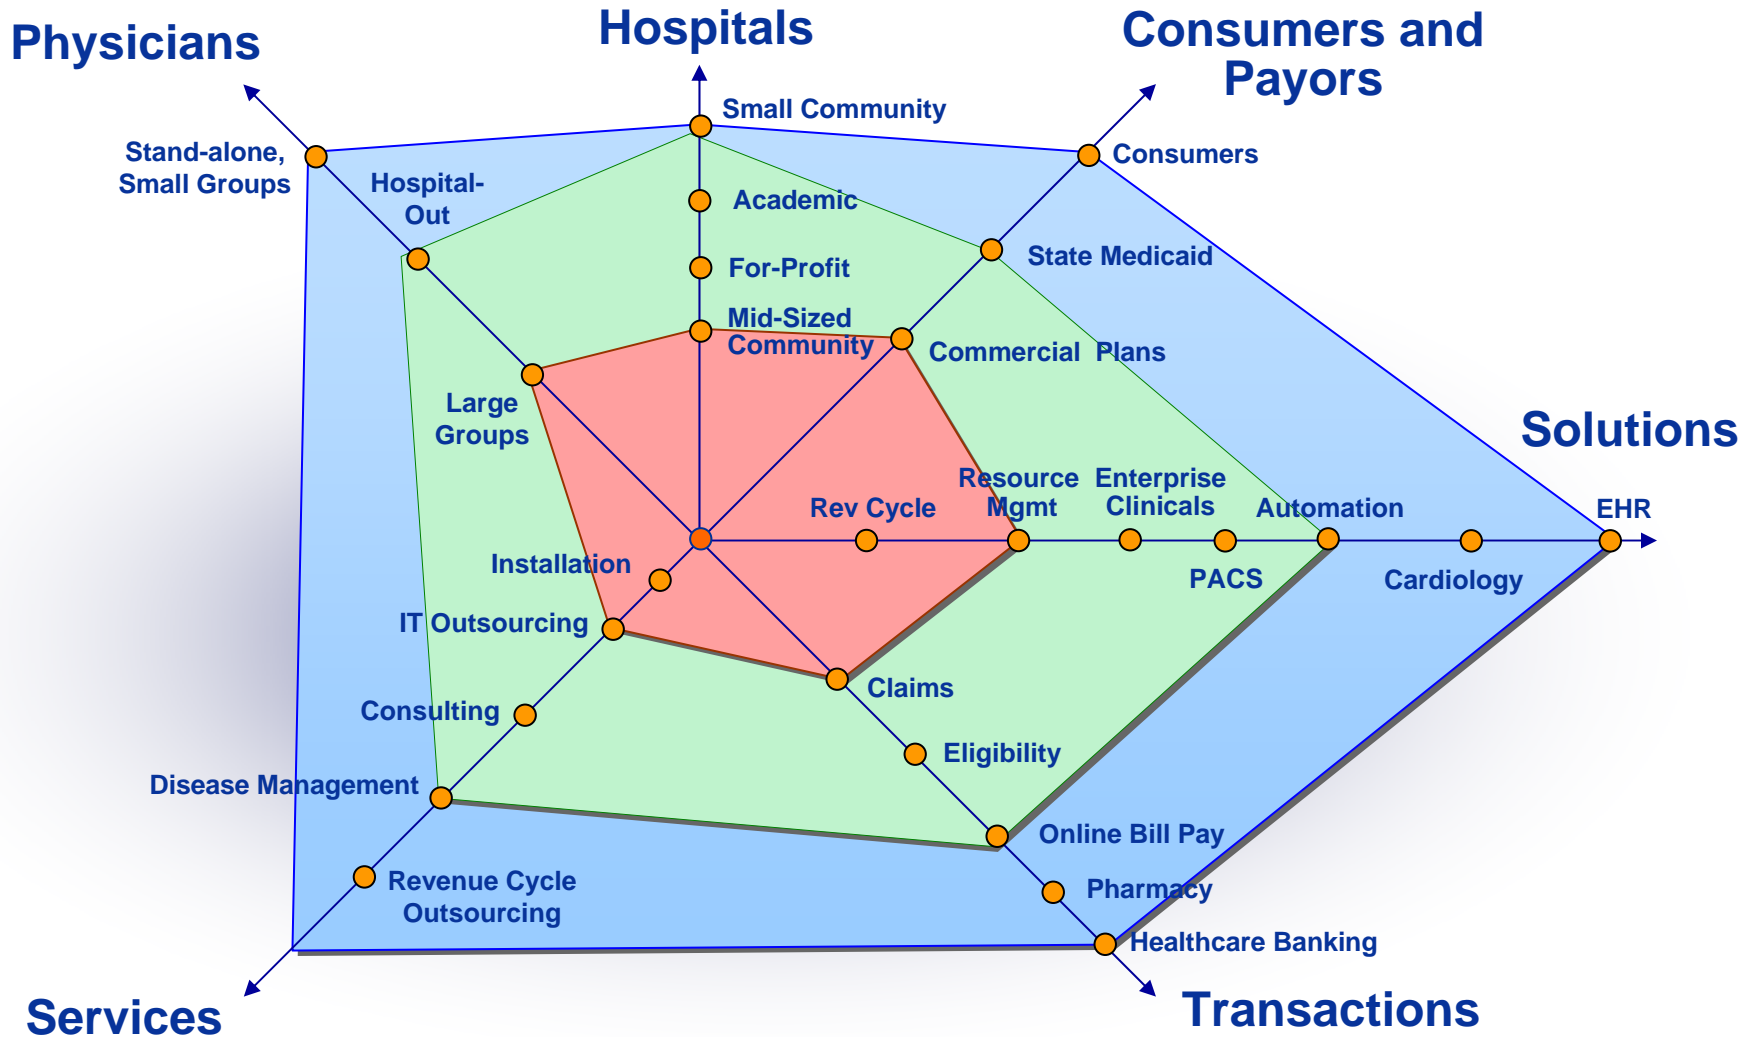 Physicians
Hospitals
Consumers and
Payors
Small Community
Stand-alone,
Small Groups
Consumers
Hospital-
Out
Academic
State Medicaid
For-Profit
Mid-Sized
Community
Commercial Plans
Large
Groups
Solutions
Rev Cycle
Resource
Mgmt
Enterprise
Clinicals
Automation
EHR
Installation
PACS
Cardiology
IT Outsourcing
Claims
Consulting
Eligibility
Disease Management
Online Bill Pay
Revenue Cycle
Outsourcing
Pharmacy
Healthcare Banking
Services
Transactions